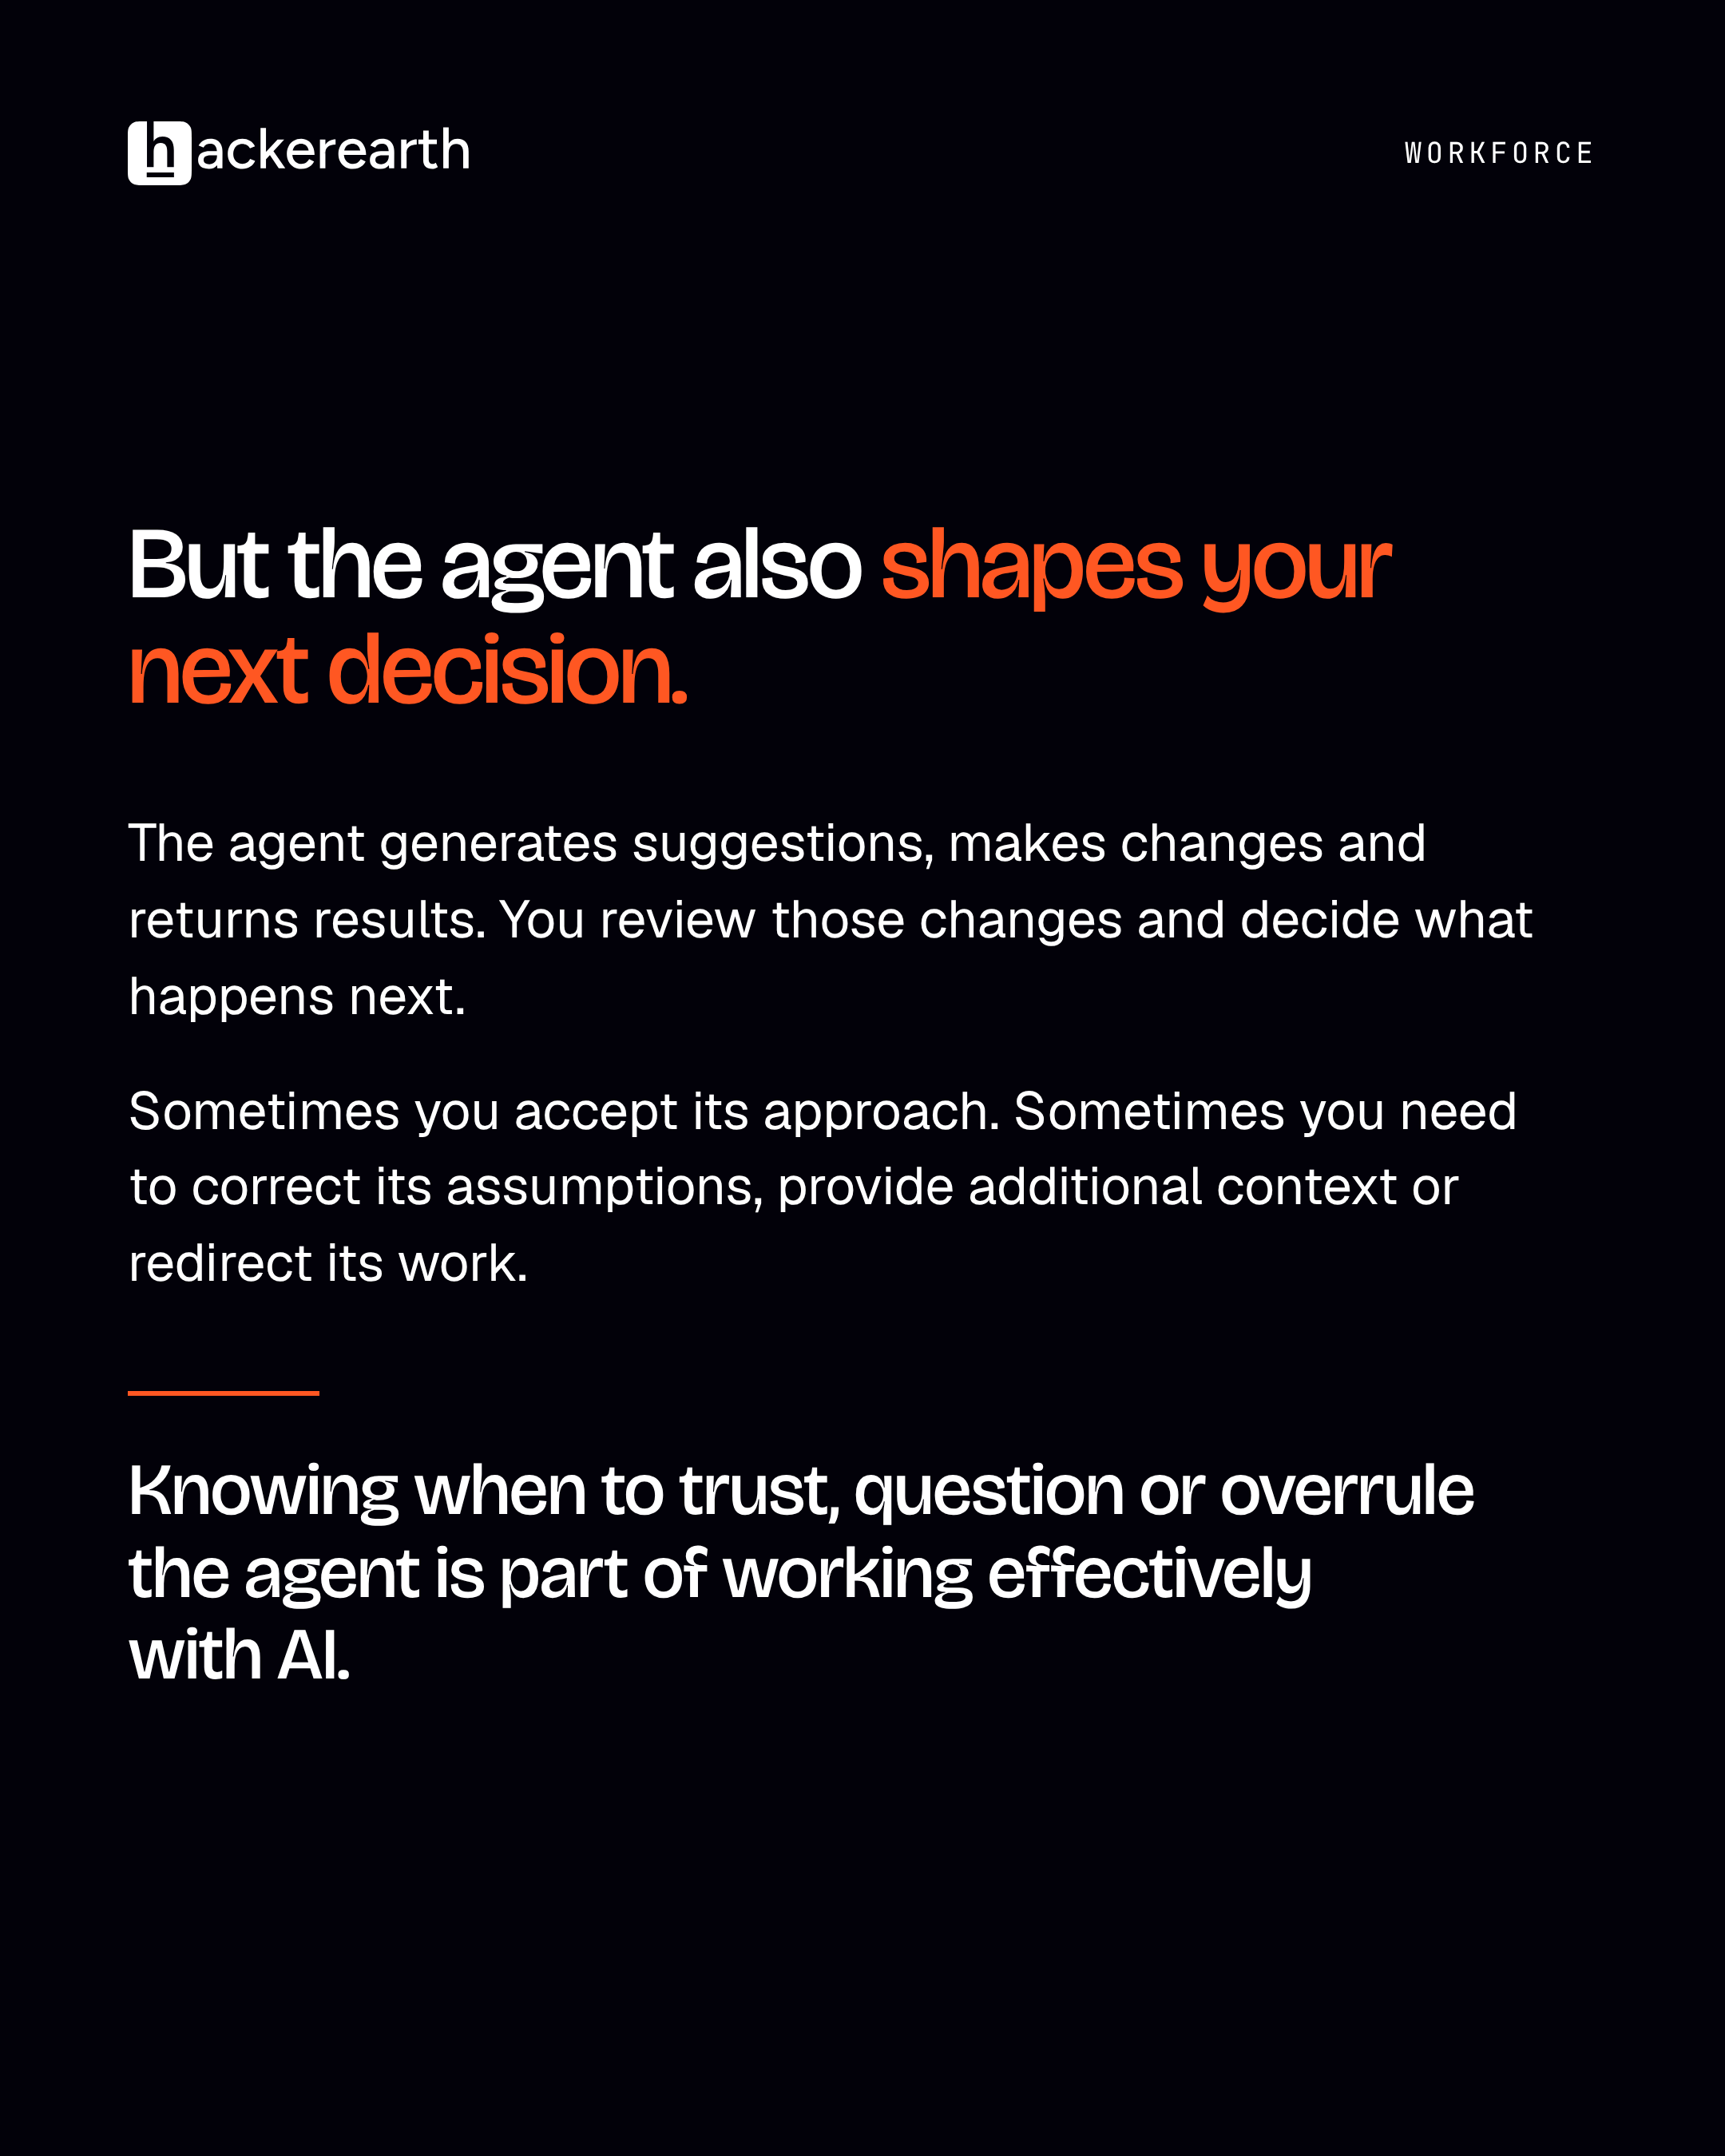 hackerearth
WORKFORCE
But the agent also shapes your
next decision.
The agent generates suggestions, makes changes and
returns results. You review those changes and decide what
happens next.
Sometimes you accept its approach. Sometimes you need
to correct its assumptions, provide additional context or
redirect its work.
Knowing when to trust, question or overrule
the agent is part of working effectively
with AI.